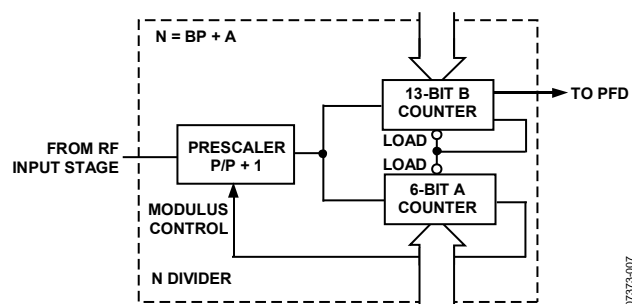 N = BP + A
13-BIT B
COUNTER
TO PFD
LOAD
FROM RF
INPUT STAGE
PRESCALER
P/P + 1
LOAD
6-BIT A
COUNTER
MODULUS
CONTROL
N DIVIDER
07373-007